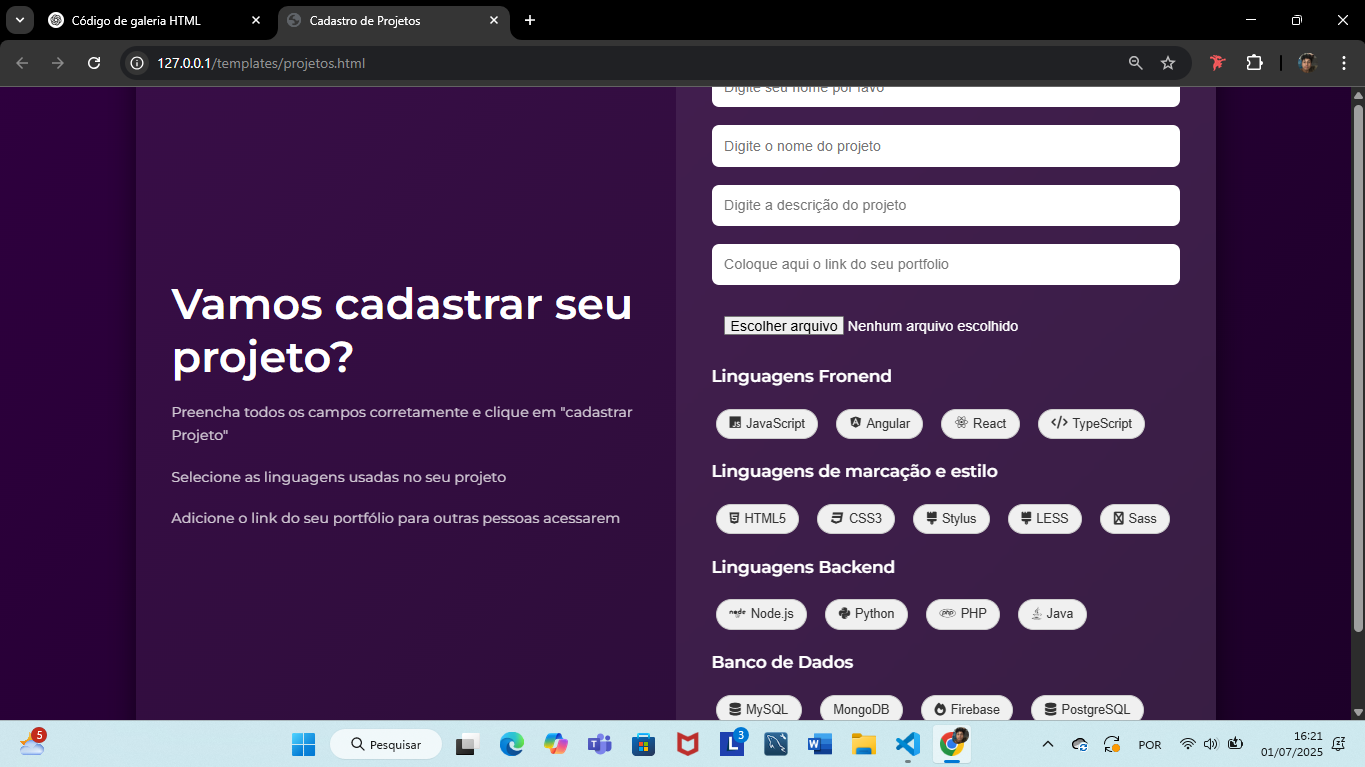 Código de galeria HTML
Cadastro de Projetos
127.0.0.1/templates/projetos.html
Digite seu nome por favo
Digite o nome do projeto
Digite a descrição do projeto
Coloque aqui o link do seu portfolio
Escolher arquivo Nenhum arquivo escolhido
Vamos cadastrar seu
projeto?
Preencha todos os campos corretamente e clique em "cadastrar
Projeto"
Selecione as linguagens usadas no seu projeto
Adicione o link do seu portfólio para outras pessoas acessarem
Linguagens Fronend
JavaScript Angular React TypeScript
Linguagens de marcação e estilo
HTML5 CSS3 Stylus LESS Sass
Linguagens Backend
Node.js Python PHP Java
Banco de Dados
MySQL MongoDB Firebase PostgreSQL
5
Pesquisar
3
POR
16:21
01/07/2025